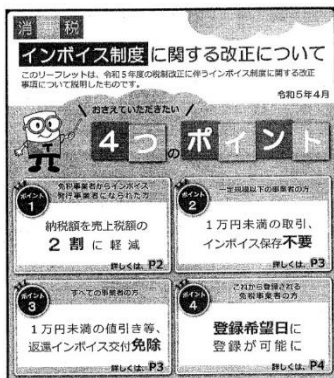 消費税
インボイス制度に関する改正について
このリーフレットは、令和5年度の税制改正に伴うインボイス制度に関する改正
事項について説明したものです。
令和5年4月
おさえていただきたい
4つのポイント
ポイント1
免税事業者からインボイス
発行事業者になられた方
納税額を売上税額の
2割に軽減
詳しくは、P2
ポイント2
一定規模以下の事業者の方
1万円未満の取引、
インボイス保存不要
詳しくは、P3
ポイント3
すべての事業者の方
1万円未満の値引き等、
返還インボイス交付免除
詳しくは、P3
ポイント4
これから登録される
免税事業者の方
登録希望日に
登録が可能に
詳しくは、P4